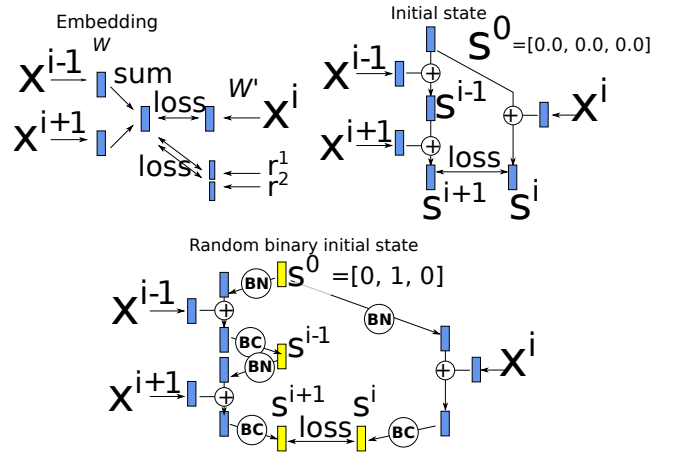 Embedding
W
x^{i-1}
sum
loss
W'
x^i
x^{i+1}
loss
r^1
r^2
Initial state
s^0 =[0.0, 0.0, 0.0]
x^{i-1}
+
s^{i-1}
+
x^i
x^{i+1}
+
loss
s^{i+1}
s^i
Random binary initial state
s^0 =[0, 1, 0]
BN
x^{i-1}
+
BN
BC
s^{i-1}
BN
+
x^i
x^{i+1}
+
s^{i+1}
s^i
BC
loss
BC